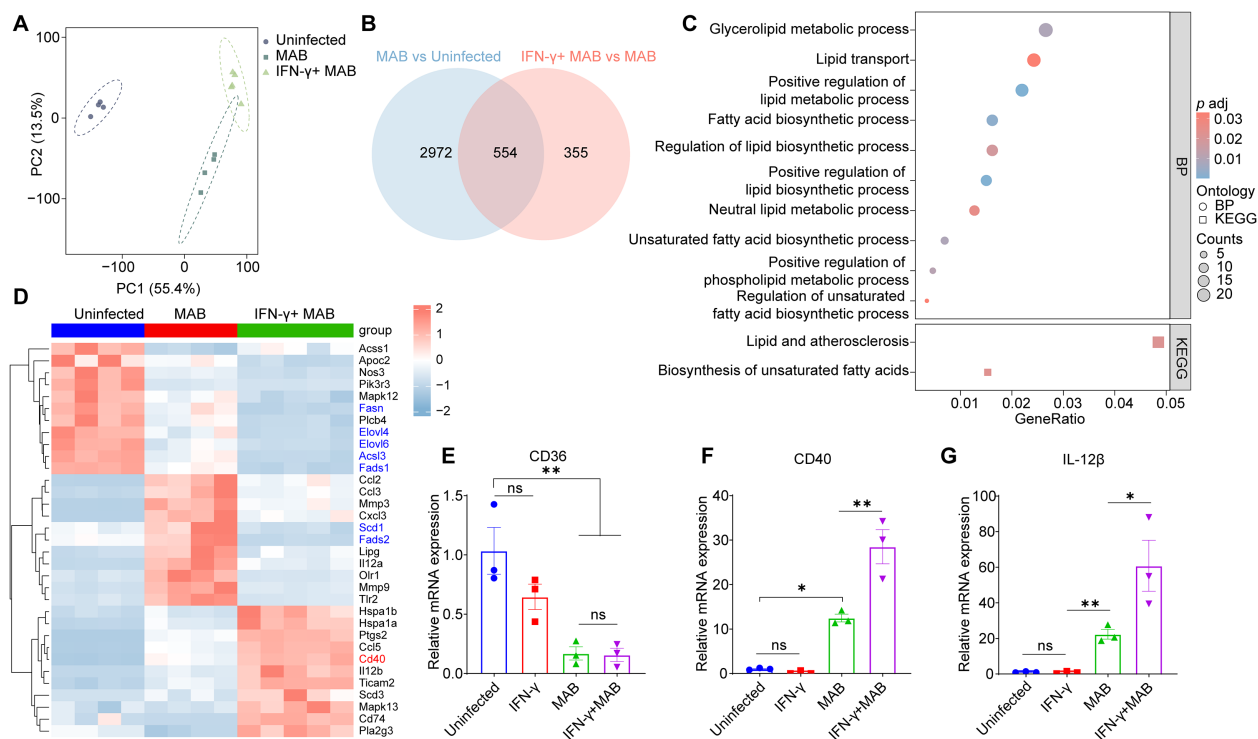 A
100
0
−100
−100
0
100
PC2 (13.5%)
PC1 (55.4%)
Uninfected
MAB
IFN-γ+ MAB
B
MAB vs Uninfected
IFN-γ+ MAB vs MAB
2972
554
355
C
Glycerolipid metabolic process
Lipid transport
Positive regulation of
lipid metabolic process
Fatty acid biosynthetic process
Regulation of lipid biosynthetic process
Positive regulation of
lipid biosynthetic process
Neutral lipid metabolic process
Unsaturated fatty acid biosynthetic process
Positive regulation of
phospholipid metabolic process
Regulation of unsaturated
fatty acid biosynthetic process
BP
Lipid and atherosclerosis
Biosynthesis of unsaturated fatty acids
KEGG
0.01
0.02
0.03
0.04
0.05
GeneRatio
p adj
0.03
0.02
0.01
Ontology
BP
KEGG
Counts
5
10
15
20
D
Uninfected
MAB
IFN-γ+ MAB
group
2
1
0
−1
−2
Acss1
Apoc2
Nos3
Pik3r3
Mapk12
Fasn
Plcb4
Elovl4
Elovl6
Acsl3
Fads1
Ccl2
Ccl3
Mmp3
Cxcl3
Scd1
Fads2
Lipg
Il12a
Olr1
Mmp9
Tlr2
Hspa1b
Hspa1a
Ptgs2
Ccl5
Cd40
Il12b
Ticam2
Scd3
Mapk13
Cd74
Pla2g3
E
CD36
**
ns
ns
1.5
1.0
0.5
0.0
Relative mRNA expression
Uninfected
IFN-γ
MAB
IFN-γ+MAB
F
CD40
**
*
ns
40
30
20
10
0
Relative mRNA expression
Uninfected
IFN-γ
MAB
IFN-γ+MAB
G
IL-12β
*
**
ns
100
80
60
40
20
0
Relative mRNA expression
Uninfected
IFN-γ
MAB
IFN-γ+MAB